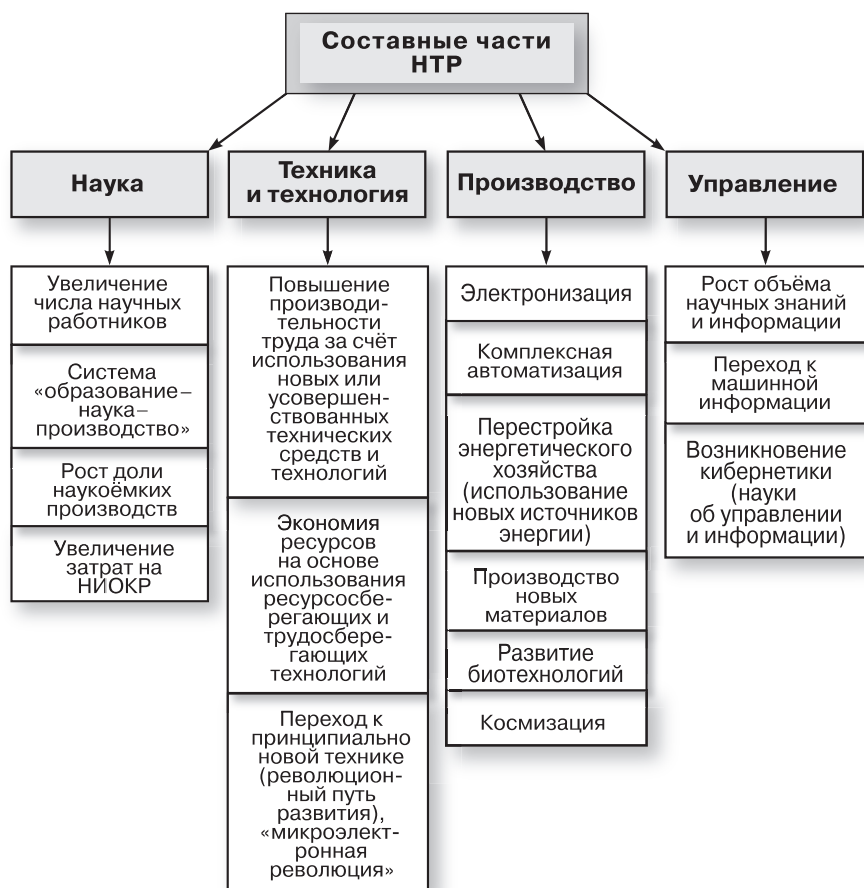 Составные части
НТР
Наука
Увеличение
числа научных
работников
Система
«образование–
наука–
производство»
Рост доли
наукоёмких
производств
Увеличение
затрат на
НИОКР
Техника
и технология
Повышение
производи-
тельности
труда за счёт
использования
новых или
усовершен-
ствованных
технических
средств и
технологий
Экономия
ресурсов
на основе
использования
ресурсосбе-
регающих и
трудосбере-
гающих
технологий
Переход к
принципиально
новой технике
(революцион-
ный путь
развития),
«микроэлект-
ронная
революция»
Производство
Электронизация
Комплексная
автоматизация
Перестройка
энергетического
хозяйства
(использование
новых источников
энергии)
Производство
новых
материалов
Развитие
биотехнологий
Космизация
Управление
Рост объёма
научных знаний
и информации
Переход к
машинной
информации
Возникновение
кибернетики
(науки
об управлении
и информации)